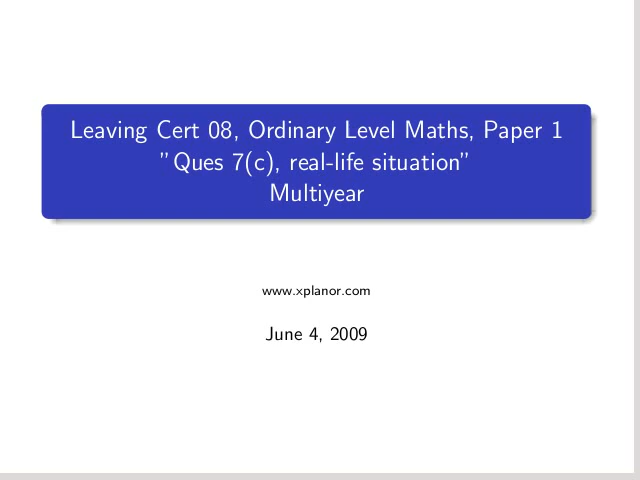 Leaving Cert 08, Ordinary Level Maths, Paper 1
”Ques 7(c), real-life situation”
Multiyear
www.xplanor.com
June 4, 2009